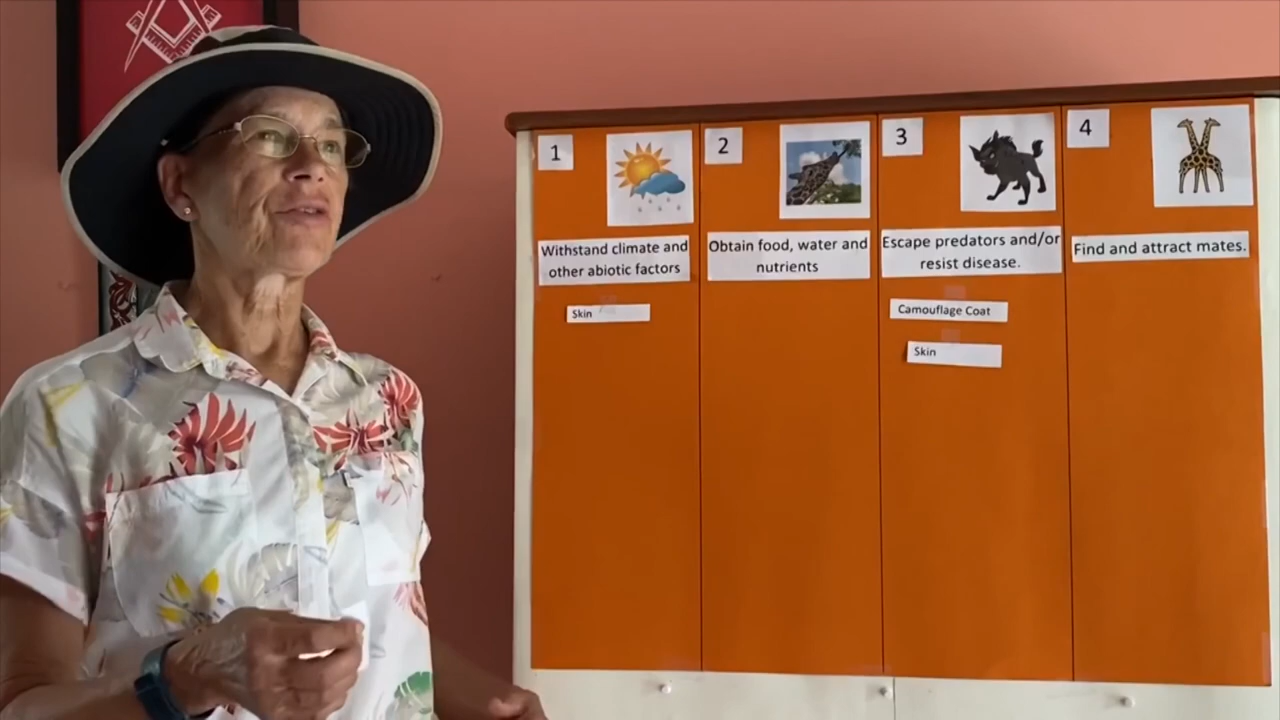 1
2
3
4
Withstand climate and
other abiotic factors
Obtain food, water and
nutrients
Escape predators and/or
resist disease.
Find and attract mates.
Skin
Camouflage Coat
Skin